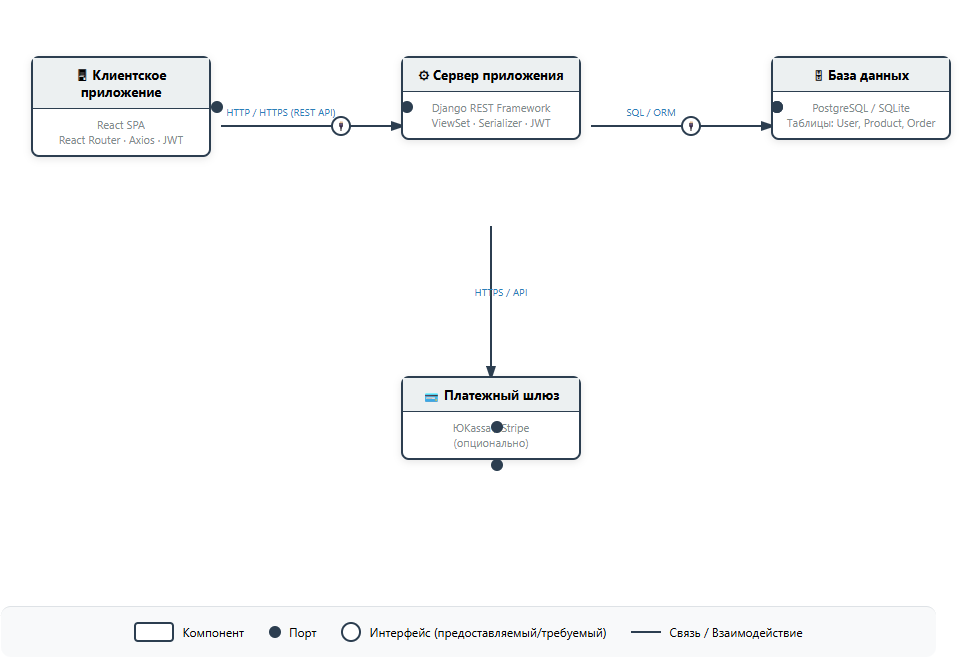 Клиентское
приложение
React SPA
React Router · Axios · JWT
HTTP / HTTPS (REST API)
Сервер приложения
Django REST Framework
ViewSet · Serializer · JWT
SQL / ORM
База данных
PostgreSQL / SQLite
Таблицы: User, Product, Order
HTTPS / API
Платежный шлюз
ЮKassa Stripe
(опционально)
Компонент
Порт
Интерфейс (предоставляемый/требуемый)
Связь / Взаимодействие